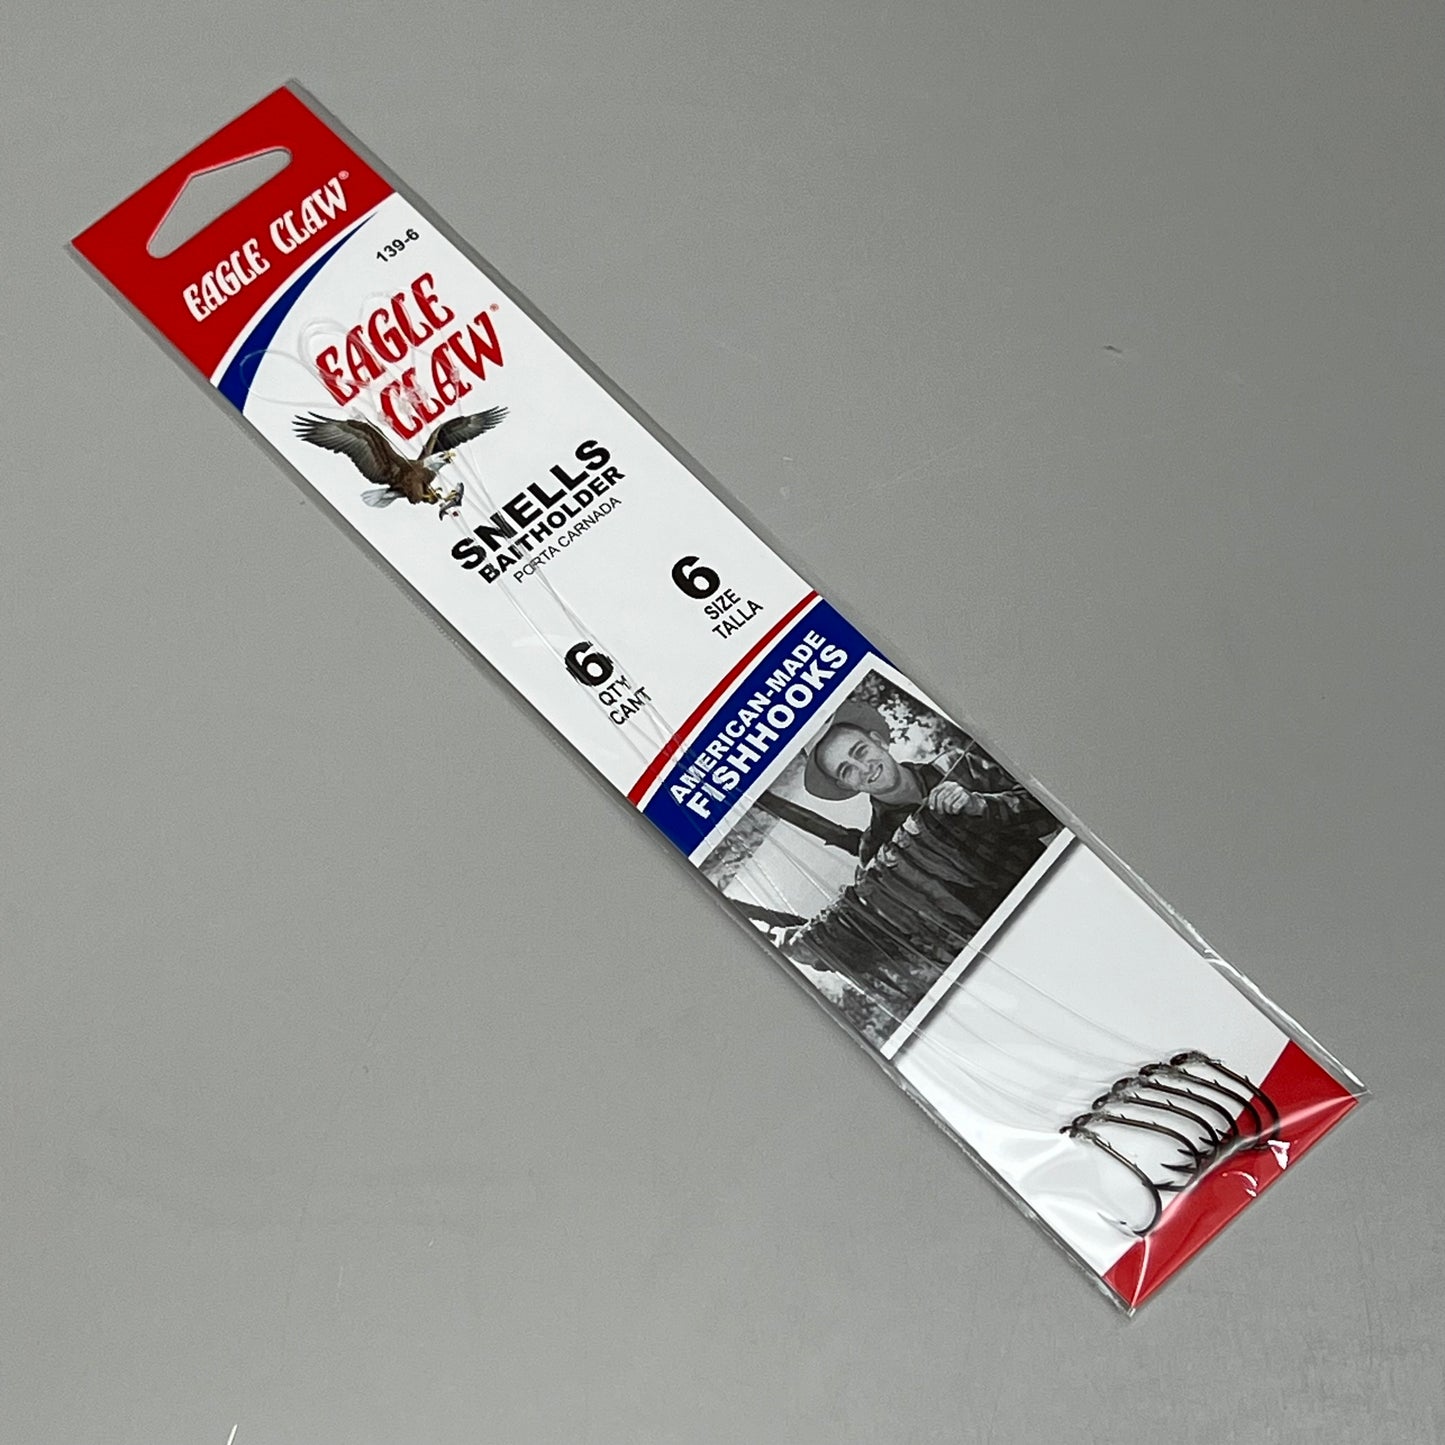 EAGLE CLAW®
139-6
EAGLE
CLAW®
SNELLS
BAITHOLDER
PORTA CARNADA
6
QTY
CANT
6
SIZE
TALLA
AMERICAN-MADE
FISHHOOKS